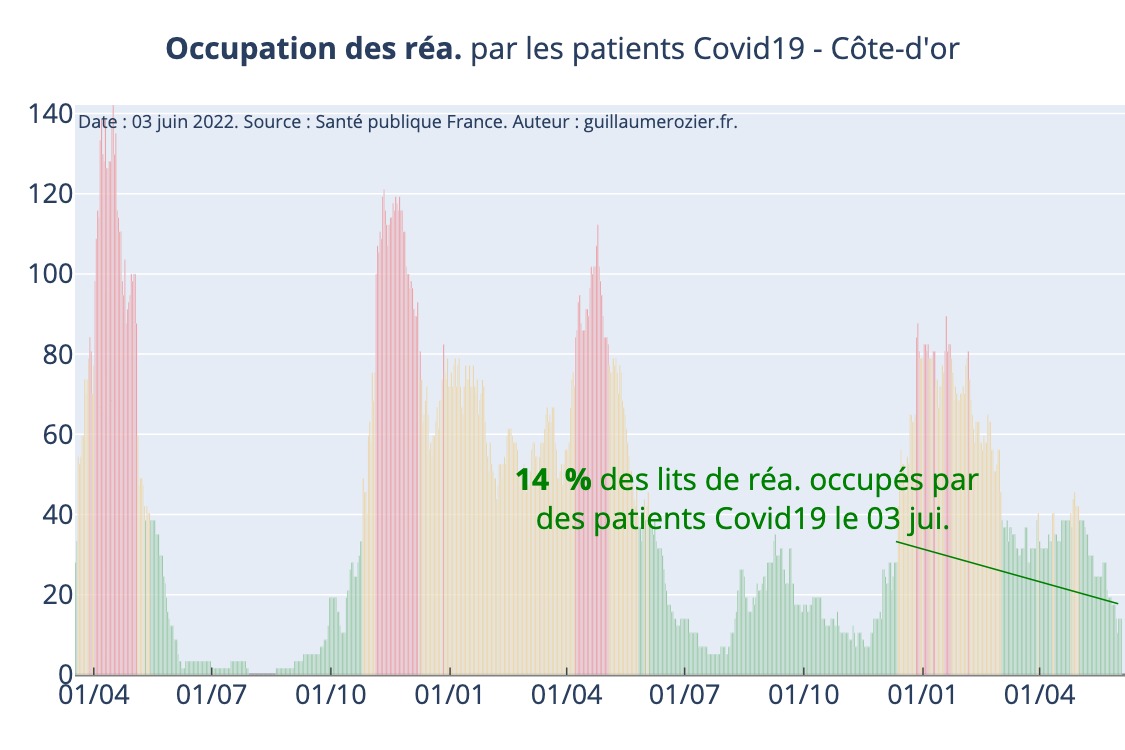 Occupation des réa. par les patients Covid19 - Côte-d'or
140
Date : 03 juin 2022. Source : Santé publique France. Auteur : guillaumerozier.fr.
120
100
80
60
14 % des lits de réa. occupés par
des patients Covid19 le 03 jui.
40
20
0
01/04 01/07 01/10 01/01 01/04 01/07 01/10 01/01 01/04